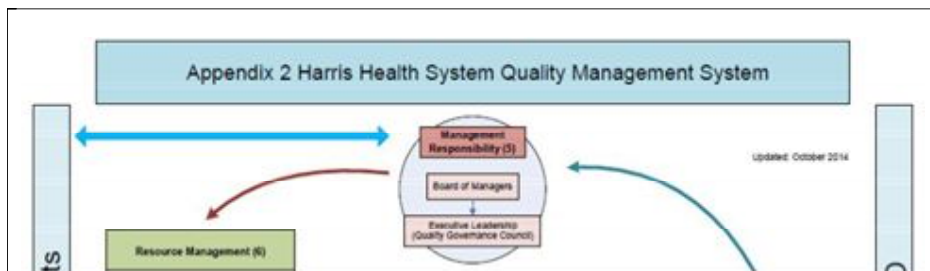 Appendix 2 Harris Health System Quality Management System
Management
Responsibility (5)
Updated: October 2014
Board of Managers
Executive Leadership
(Quality Governance Council)
Resource Management (6)